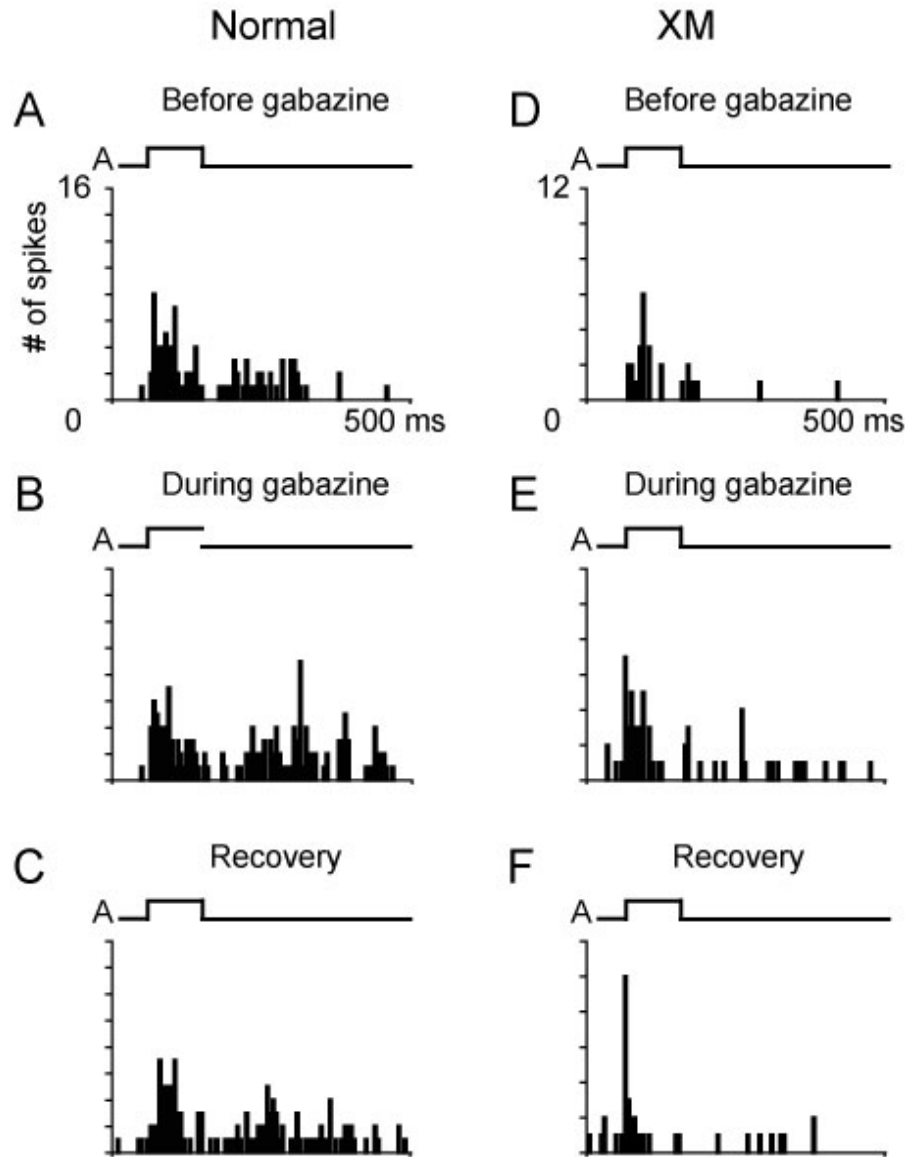 Normal XM
A Before gabazine D Before gabazine
A A
16 12
# of spikes
0 500 ms 0 500 ms
B During gabazine E During gabazine
A A
C Recovery F Recovery
A A